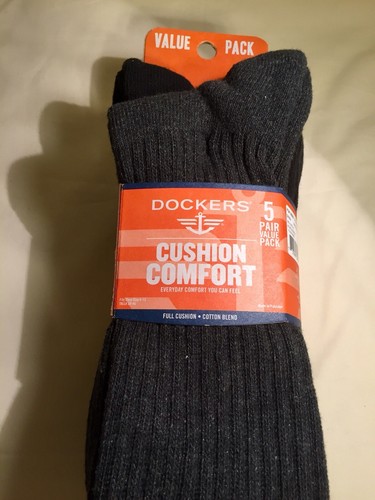 VALUE PACK
DOCKERS®
5
PAIR
VALUE
PACK
CUSHION
COMFORT
EVERYDAY COMFORT YOU CAN FEEL
FULL CUSHION • COTTON BLEND